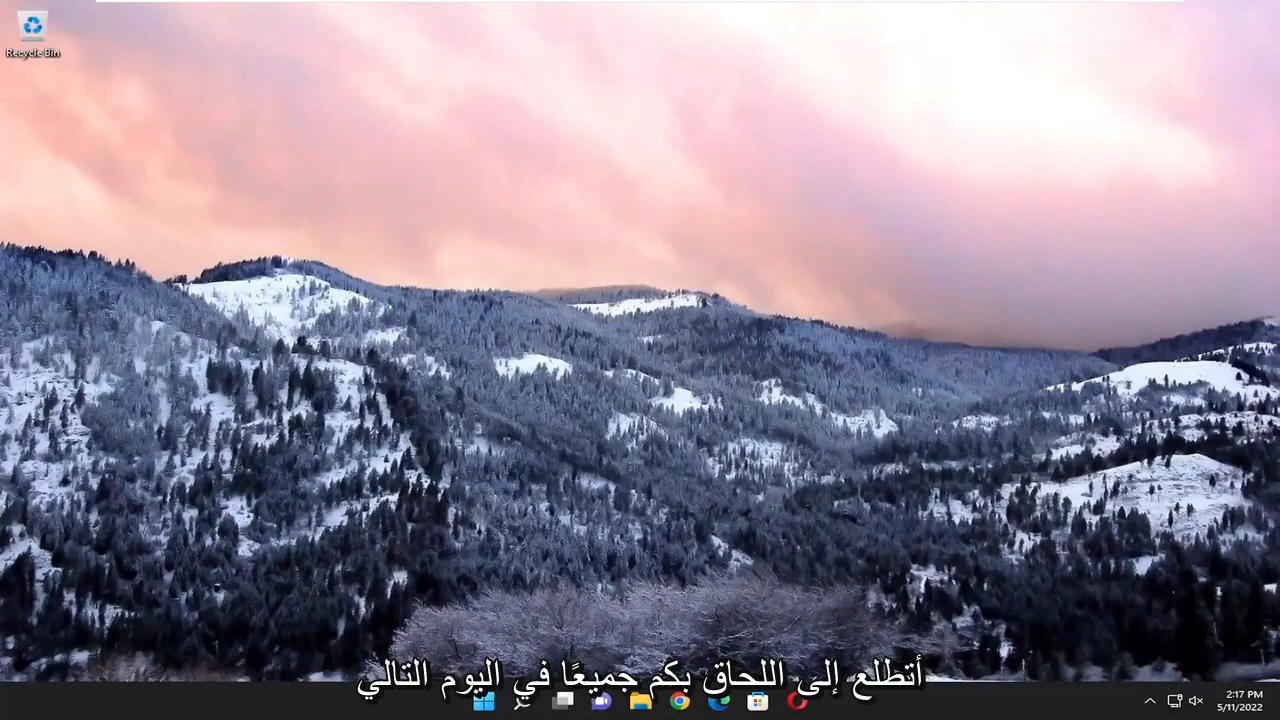 Recycle Bin
أتطلع إلى اللحاق بكم جميعًا في اليوم التالي
2:17 PM
5/11/2022